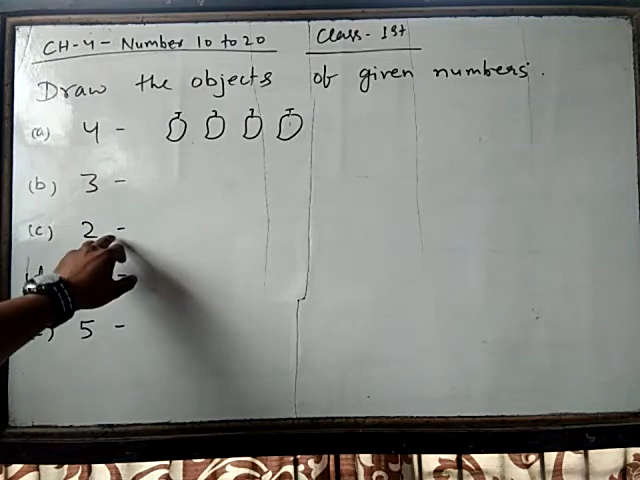 CH-4 - Number 10 to 20 Class - 1st
Draw the objects of given numbers.
(a) 4 -
(b) 3 -
(c) 2 -
-
5 -